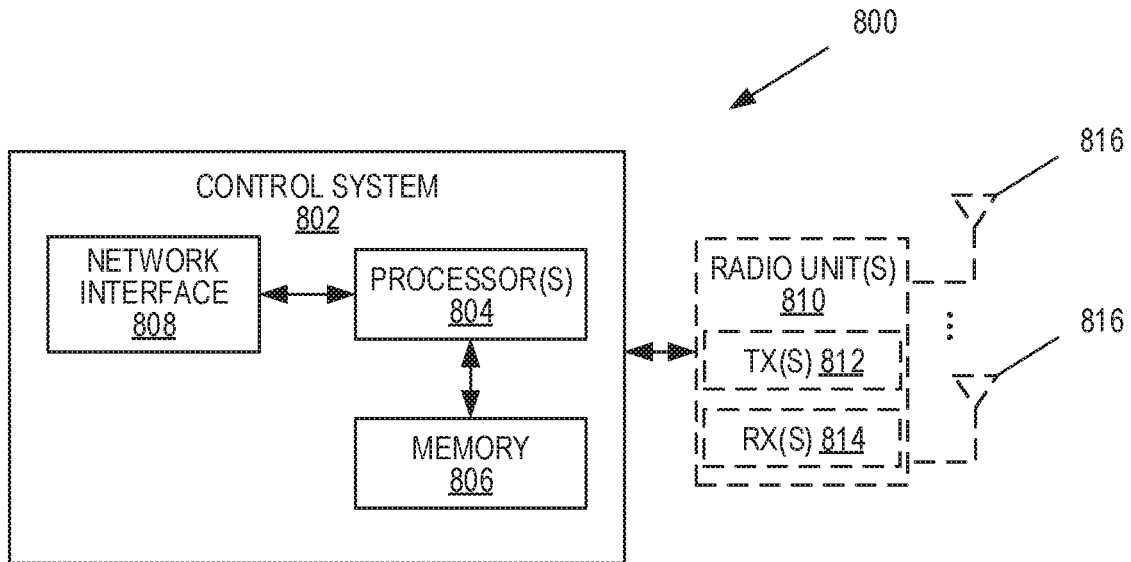 800
816
CONTROL SYSTEM
802
NETWORK
INTERFACE
808
PROCESSOR(S)
804
MEMORY
806
RADIO UNIT(S)
810
TX(S) 812
RX(S) 814
816